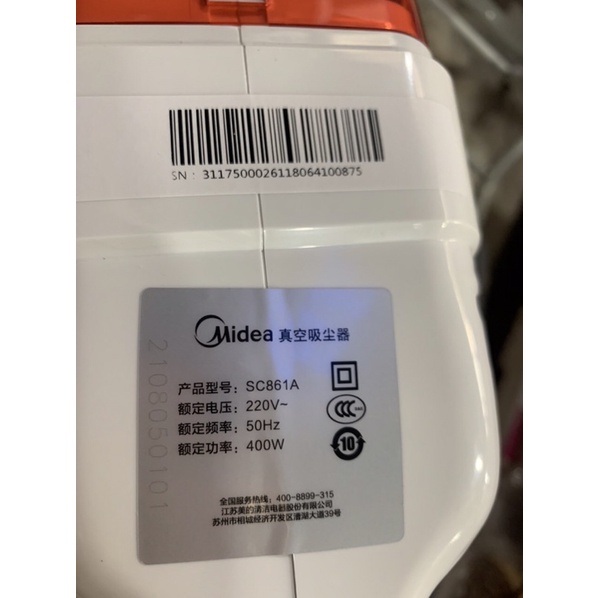 SN : 3117500026118064100875
Midea 真空吸尘器
产品型号: SC861A
额定电压: 220V~
额定频率: 50Hz
额定功率: 400W
CCC
10
全国服务热线: 400-8899-315
江苏美的清洁电器股份有限公司
苏州市相城经济开发区漕湖大道39号
2108050101